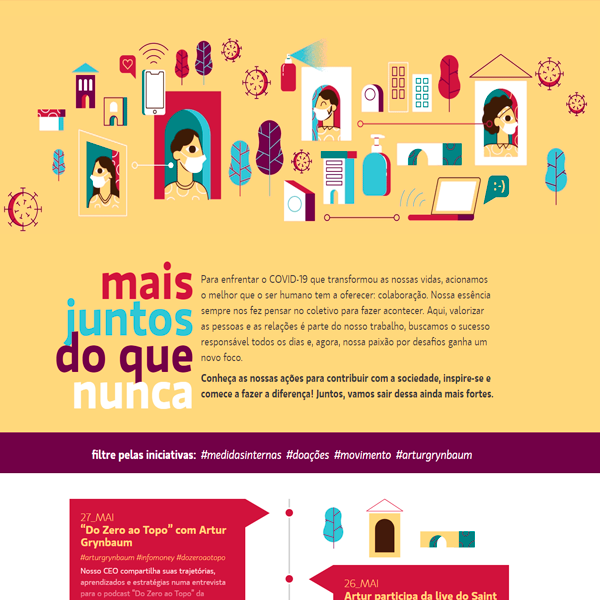 mais
juntos
do que
nunca
Para enfrentar o COVID-19 que transformou as nossas vidas, acionamos
o melhor que o ser humano tem a oferecer: colaboração. Nossa essência
sempre nos fez pensar no coletivo para fazer acontecer. Aqui, valorizar
as pessoas e as relações é parte do nosso trabalho, buscamos o sucesso
responsável todos os dias e, agora, nossa paixão por desafios ganha um
novo foco.
Conheça as nossas ações para contribuir com a sociedade, inspire-se e
comece a fazer a diferença! Juntos, vamos sair dessa ainda mais fortes.
filtre pelas iniciativas: #medidasinternas #doações #movimento #arturgrynbaum
27_MAI
“Do Zero ao Topo” com Artur
Grynbaum
#arturgrynbaum #infomoney #dozeroaotopo
Nosso CEO compartilha suas trajetórias,
aprendizados e estratégias numa entrevista
para o podcast “Do Zero ao Topo” da
26_MAI
Artur participa da live do Saint